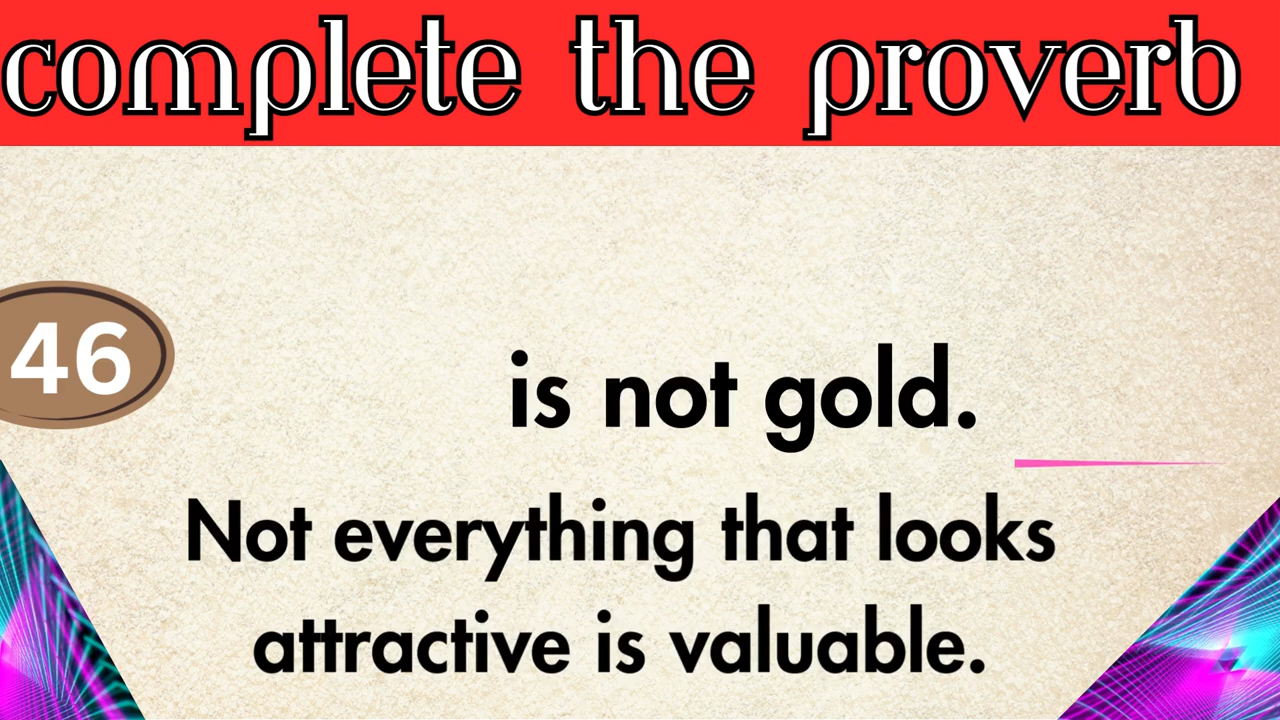 complete the proverb
46
is not gold.
Not everything that looks
attractive is valuable.